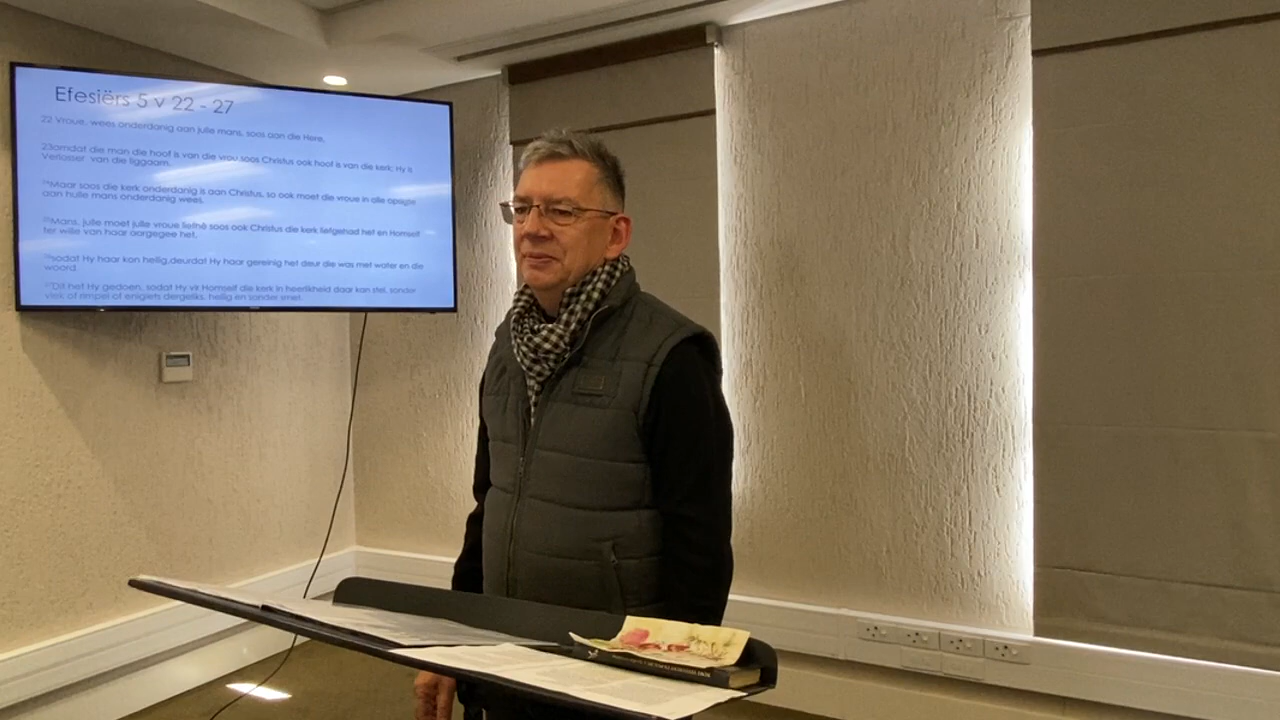 Efesiërs 5 v 22 - 27
22 Vroue, wees onderdanig aan julle mans, soos aan die Here,
23omdat die man die hoof is van die vrou soos Christus ook hoof is van die kerk; Hy is
Verlosser van die liggaam.
²⁴Maar soos die kerk onderdanig is aan Christus, so ook moet die vroue in alle opsigte
aan hulle mans onderdanig wees.
²⁵Mans, julle moet julle vroue liefhê soos ook Christus die kerk liefgehad het en Homself
ter wille van haar oorgegee het,
²⁶sodat Hy haar kon heilig,deurdat Hy haar gereinig het deur die was met water en die
woord.
²⁷Dit het Hy gedoen, sodat Hy vir Homself die kerk in heerlikheid daar kon stel, sonder
vlek of rimpel of enigiets dergeliks, heilig en sonder smet.